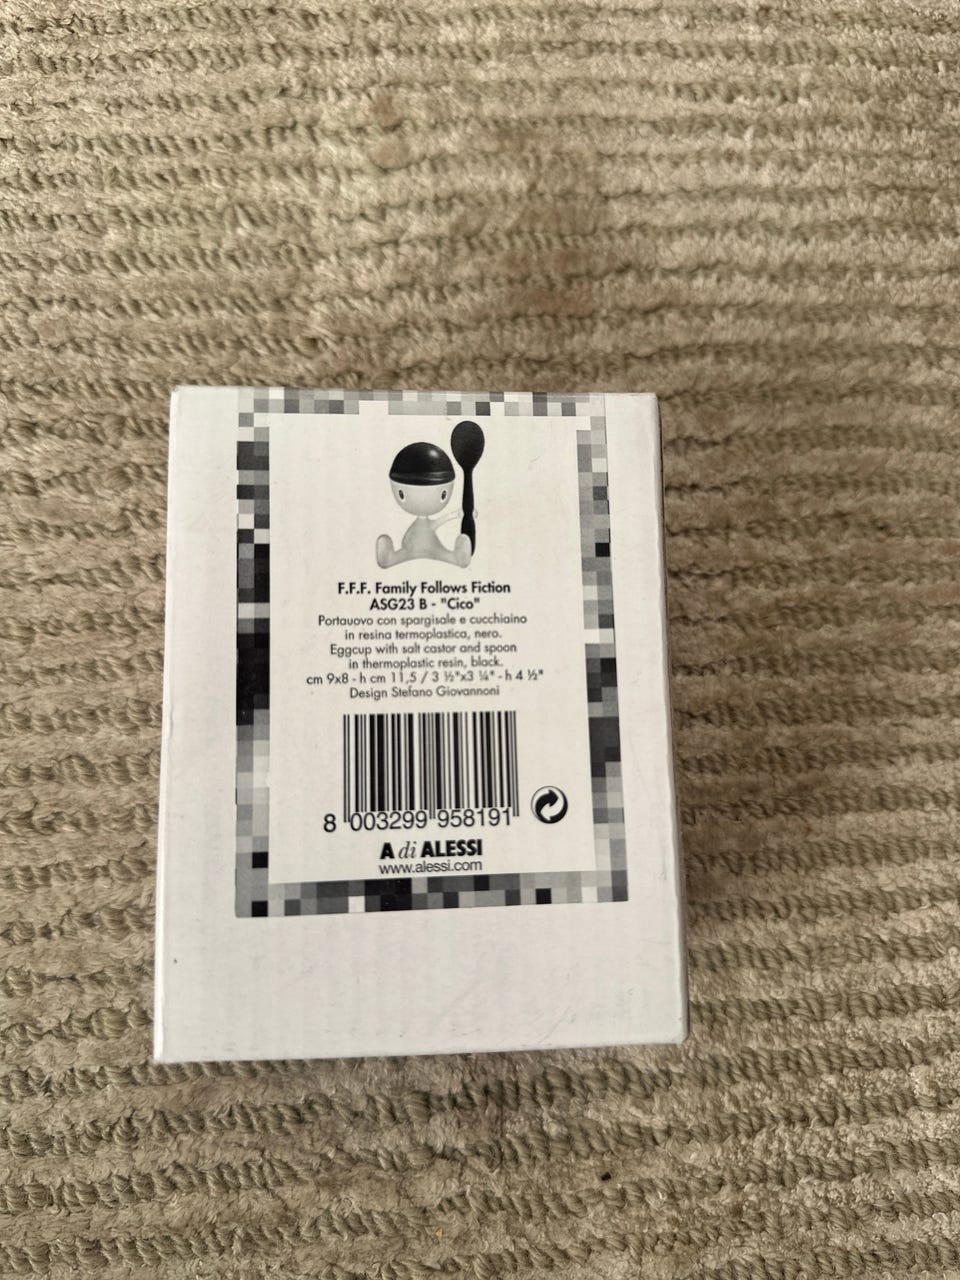 F.F.F. Family Follows Fiction
ASG23 B - "Cico"
Portauovo con spargisale e cucchiaino
in resina termoplastica, nero.
Eggcup with salt castor and spoon
in thermoplastic resin, black.
cm 9x8 - h cm 11,5 / 3 ½"x3 ¼" - h 4 ½"
Design Stefano Giovannoni
8 003299 958191
A di ALESSI
www.alessi.com